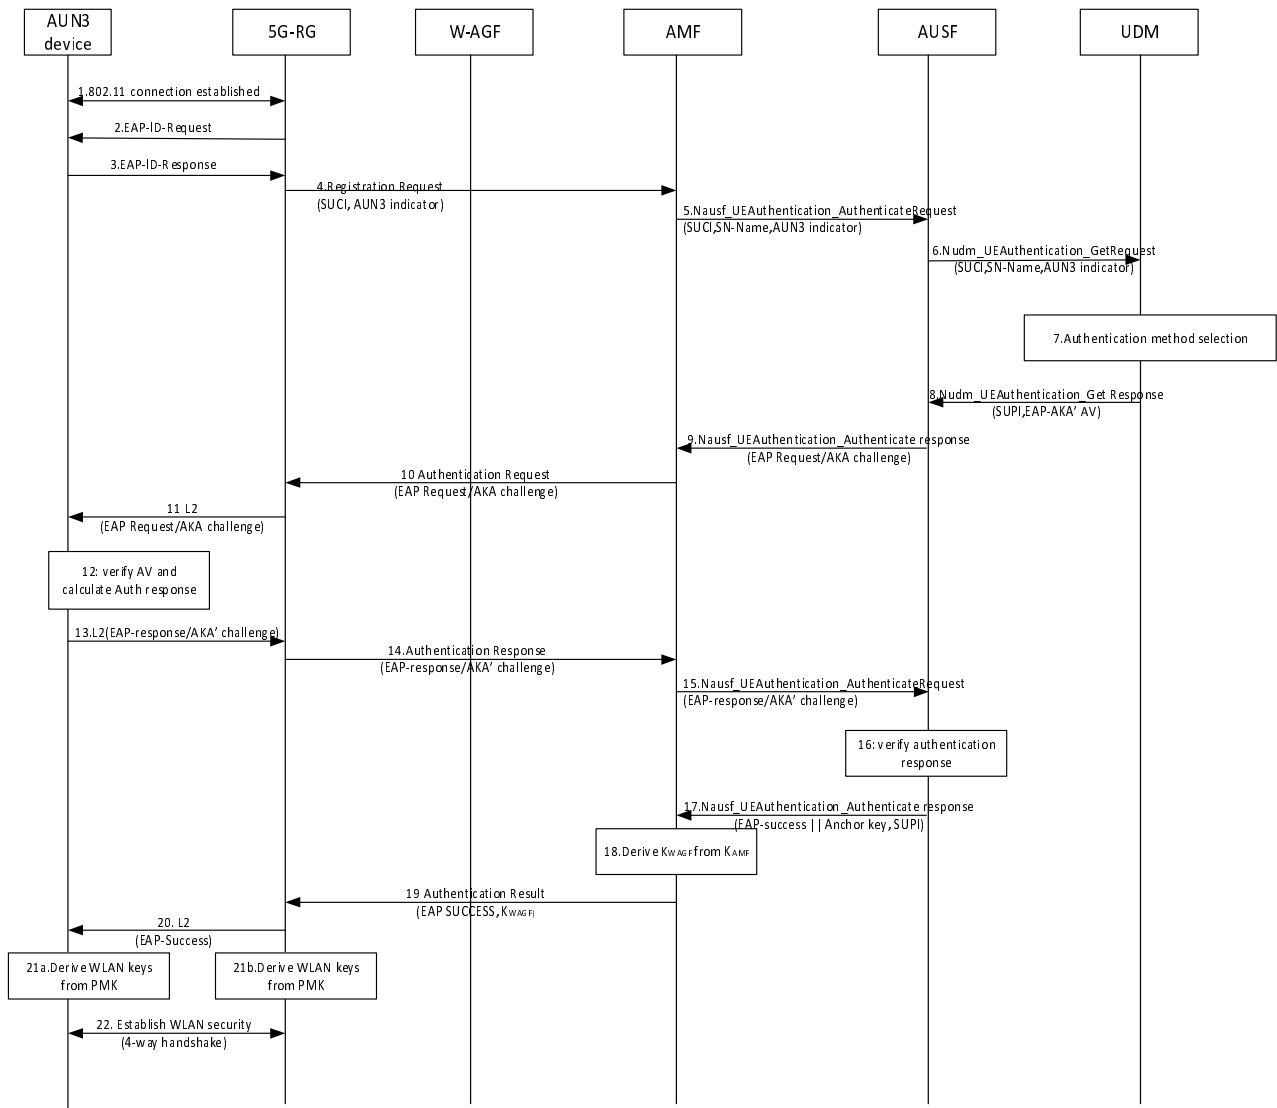 AUN3
device
5G-RG
W-AGF
AMF
AUSF
UDM
1.802.11 connection established
2.EAP-ID-Request
3.EAP-ID-Response
4.Registration Request
(SUCI, AUN3 indicator)
5.Nausf_UEAuthentication_AuthenticateRequest
(SUCI,SN-Name,AUN3 indicator)
6.Nudm_UEAuthentication_GetRequest
(SUCI,SN-Name,AUN3 indicator)
7.Authentication method selection
8.Nudm_UEAuthentication_Get Response
(SUPI,EAP-AKA’ AV)
9.Nausf_UEAuthentication_Authenticate response
(EAP Request/AKA challenge)
10 Authentication Request
(EAP Request/AKA challenge)
11 L2
(EAP Request/AKA challenge)
12: verify AV and
calculate Auth response
13.L2(EAP-response/AKA’ challenge)
14.Authentication Response
(EAP-response/AKA’ challenge)
15.Nausf_UEAuthentication_AuthenticateRequest
(EAP-response/AKA’ challenge)
16: verify authentication
response
17.Nausf_UEAuthentication_Authenticate response
(EAP-success || Anchor key, SUPI)
18.Derive KWAGF from KAMF
19 Authentication Result
(EAP SUCCESS, KWAGF)
20. L2
(EAP-Success)
21a.Derive WLAN keys
from PMK
21b.Derive WLAN keys
from PMK
22. Establish WLAN security
(4-way handshake)